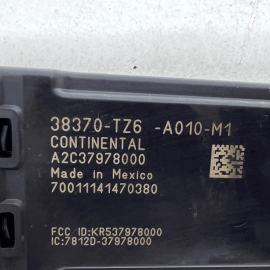 38370-TZ6 -A010-M1
CONTINENTAL
A2C37978000
Made in Mexico
70011141470380
FCC ID:KR537978000
IC:7812D-37978000